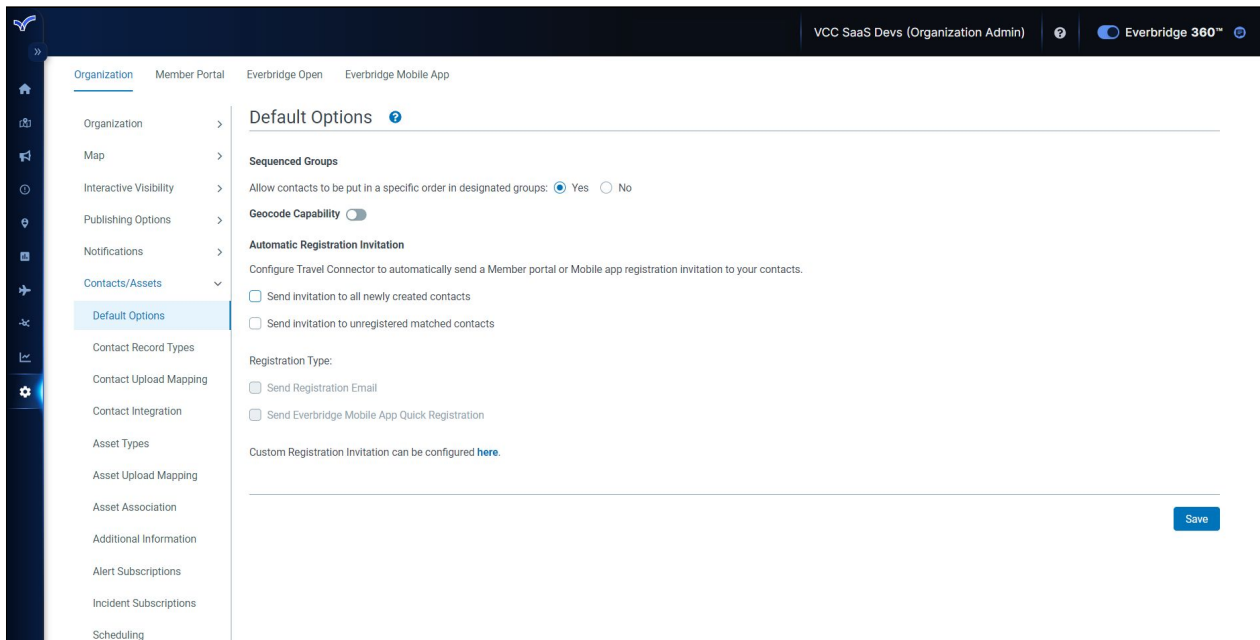 VCC SaaS Devs (Organization Admin)
Everbridge 360™
Organization
Member Portal
Everbridge Open
Everbridge Mobile App
Organization
Map
Interactive Visibility
Publishing Options
Notifications
Contacts/Assets
Default Options
Contact Record Types
Contact Upload Mapping
Contact Integration
Asset Types
Asset Upload Mapping
Asset Association
Additional Information
Alert Subscriptions
Incident Subscriptions
Scheduling
Default Options
Sequenced Groups
Allow contacts to be put in a specific order in designated groups: Yes No
Geocode Capability
Automatic Registration Invitation
Configure Travel Connector to automatically send a Member portal or Mobile app registration invitation to your contacts.
Send invitation to all newly created contacts
Send invitation to unregistered matched contacts
Registration Type:
Send Registration Email
Send Everbridge Mobile App Quick Registration
Custom Registration Invitation can be configured here.
Save